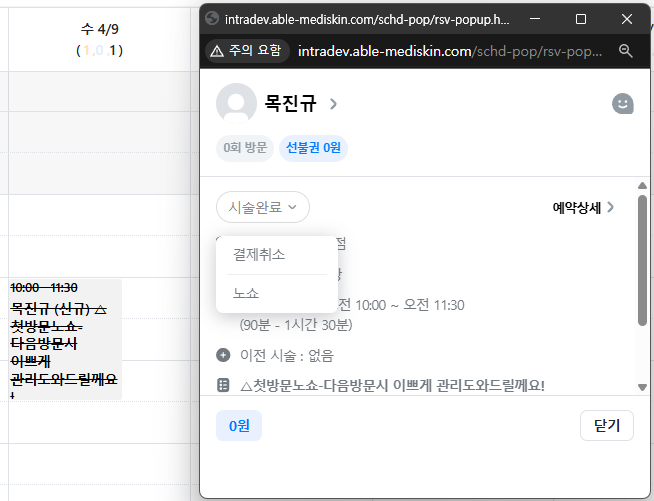 수 4/9
( 1, 0, 1 )
10:00 - 11:30
목진규 (신규) △
첫방문노쇼-
다음방문시
이쁘게
관리도와드릴께요
!
intradev.able-mediskin.com/schd-pop/rsv-popup.h...
주의 요함
intradev.able-mediskin.com/schd-pop/rsv-pop...
목진규
0회 방문
선불권 0원
시술완료
예약상세
점
결제취소
노쇼
전 10:00 ~ 오전 11:30
(90분 - 1시간 30분)
이전 시술 : 없음
△첫방문노쇼-다음방문시 이쁘게 관리도와드릴께요!
0원
닫기